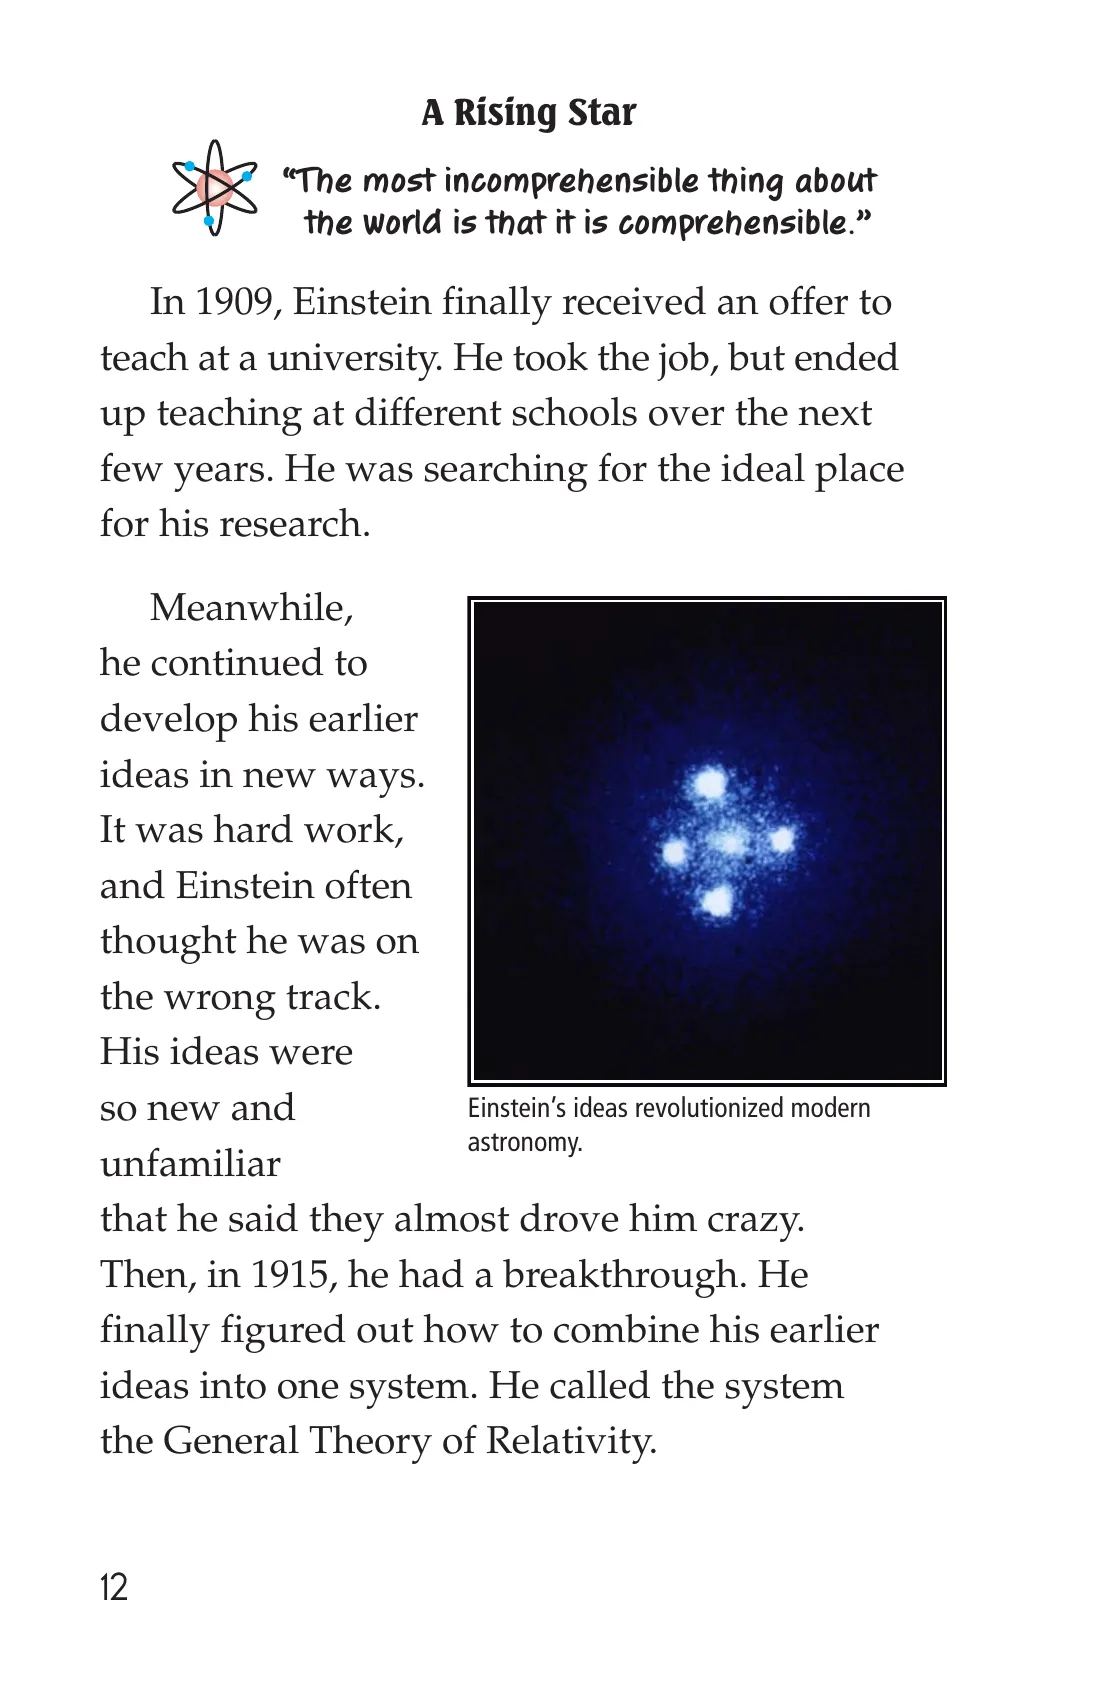 A Rising Star
“The most incomprehensible thing about
the world is that it is comprehensible.”
In 1909, Einstein finally received an offer to
teach at a university. He took the job, but ended
up teaching at different schools over the next
few years. He was searching for the ideal place
for his research.
Meanwhile,
he continued to
develop his earlier
ideas in new ways.
It was hard work,
and Einstein often
thought he was on
the wrong track.
His ideas were
so new and
unfamiliar
that he said they almost drove him crazy.
Then, in 1915, he had a breakthrough. He
finally figured out how to combine his earlier
ideas into one system. He called the system
the General Theory of Relativity.
Einstein’s ideas revolutionized modern
astronomy.
12